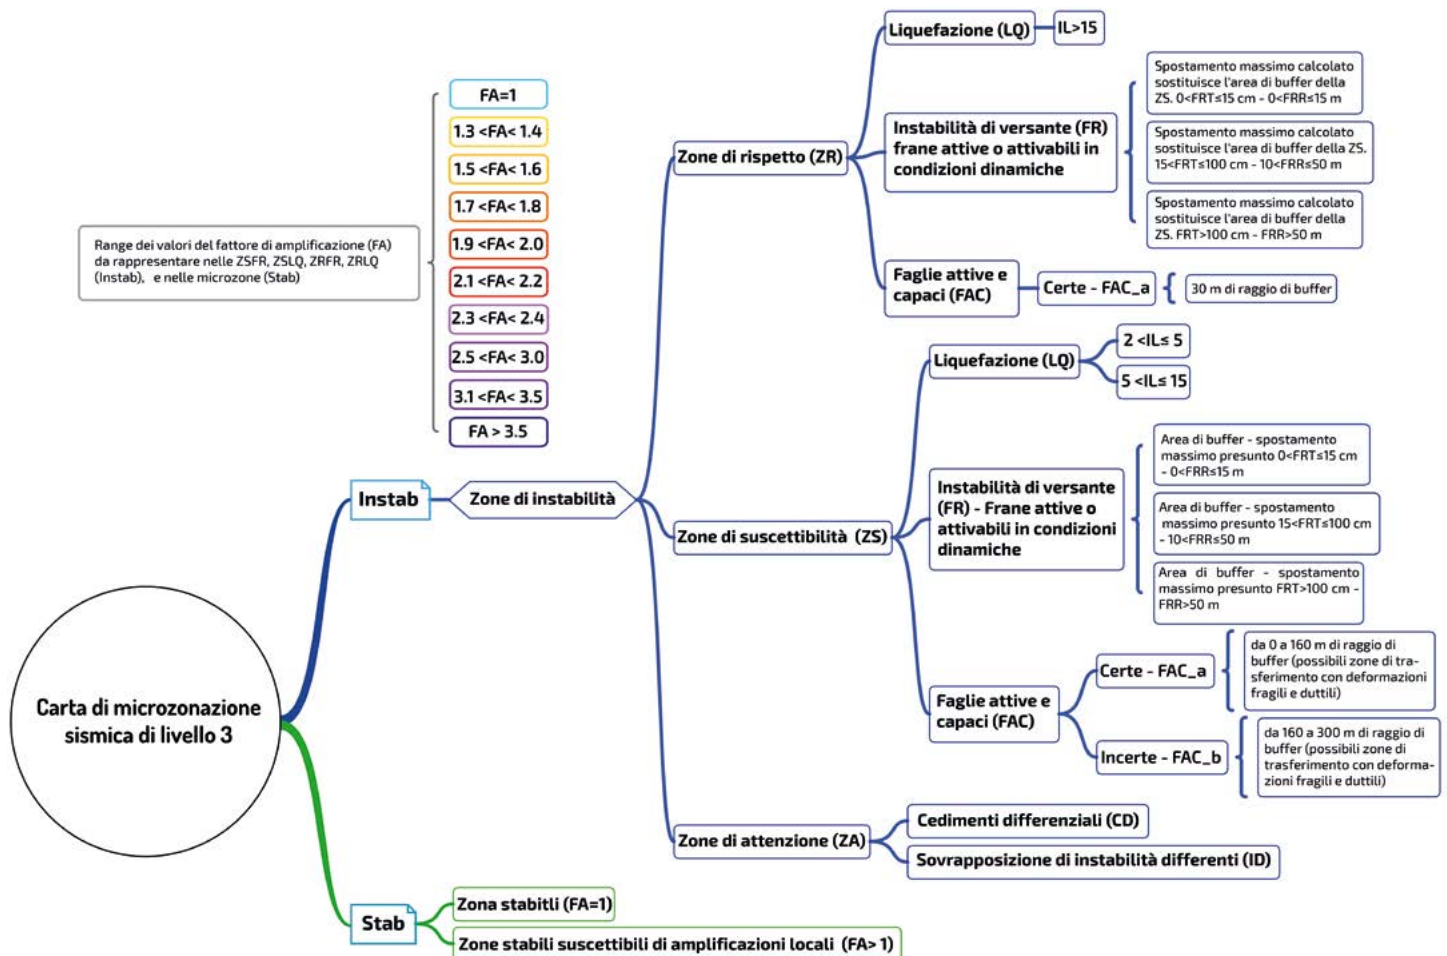 Carta di microzonazione
sismica di livello 3
Range dei valori del fattore di amplificazione (FA)
da rappresentare nelle ZSFR, ZSLQ, ZRFR, ZRLQ
(Instab), e nelle microzone (Stab)
FA=1
1.3 <FA< 1.4
1.5 <FA< 1.6
1.7 <FA< 1.8
1.9 <FA< 2.0
2.1 <FA< 2.2
2.3 <FA< 2.4
2.5 <FA< 3.0
3.1 <FA< 3.5
FA > 3.5
Instab
Zone di instabilità
Zone di rispetto (ZR)
Liquefazione (LQ)
IL>15
Instabilità di versante (FR)
frane attive o attivabili in
condizioni dinamiche
Spostamento massimo calcolato
sostituisce l'area di buffer della
ZS. 0<FRT≤15 cm - 0<FRR≤15 m
Spostamento massimo calcolato
sostituisce l'area di buffer della ZS.
15<FRT≤100 cm - 10<FRR≤50 m
Spostamento massimo calcolato
sostituisce l'area di buffer della
ZS. FRT>100 cm - FRR>50 m
Faglie attive e
capaci (FAC)
Certe - FAC_a
30 m di raggio di buffer
Zone di suscettibilità (ZS)
Liquefazione (LQ)
2 <IL≤ 5
5 <IL≤ 15
Instabilità di versante
(FR) - Frane attive o
attivabili in condizioni
dinamiche
Area di buffer - spostamento
massimo presunto 0<FRT≤15 cm
- 0<FRR≤15 m
Area di buffer - spostamento
massimo presunto 15<FRT≤100 cm
- 10<FRR≤50 m
Area di buffer - spostamento
massimo presunto FRT>100 cm -
FRR>50 m
Faglie attive e
capaci (FAC)
Certe - FAC_a
da 0 a 160 m di raggio di
buffer (possibili zone di tra-
sferimento con deformazioni
fragili e duttili)
Incerte - FAC_b
da 160 a 300 m di raggio di
buffer (possibili zone di
trasferimento con deforma-
zioni fragili e duttili)
Zone di attenzione (ZA)
Cedimenti differenziali (CD)
Sovrapposizione di instabilità differenti (ID)
Stab
Zona stabitli (FA=1)
Zone stabili suscettibili di amplificazioni locali (FA> 1)